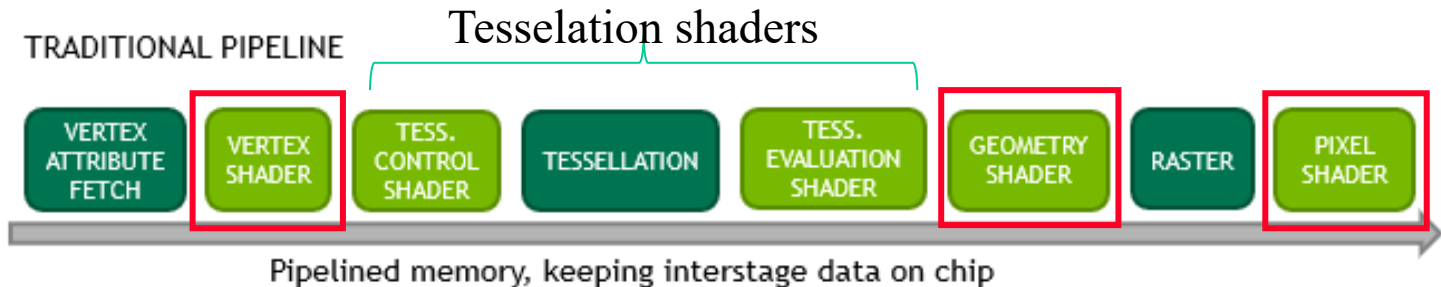 Tesselation shaders
TRADITIONAL PIPELINE
VERTEX
ATTRIBUTE
FETCH
VERTEX
SHADER
TESS.
CONTROL
SHADER
TESSELLATION
TESS.
EVALUATION
SHADER
GEOMETRY
SHADER
RASTER
PIXEL
SHADER
Pipelined memory, keeping interstage data on chip